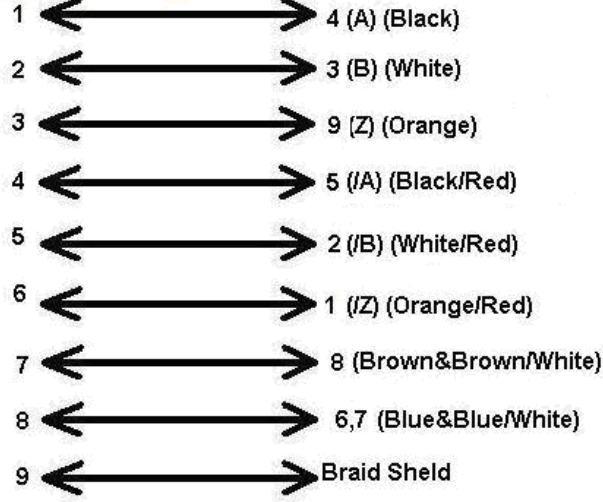 1 4 (A) (Black)
2 3 (B) (White)
3 9 (Z) (Orange)
4 5 (/A) (Black/Red)
5 2 (/B) (White/Red)
6 1 (/Z) (Orange/Red)
7 8 (Brown&Brown/White)
8 6,7 (Blue&Blue/White)
9 Braid Sheld